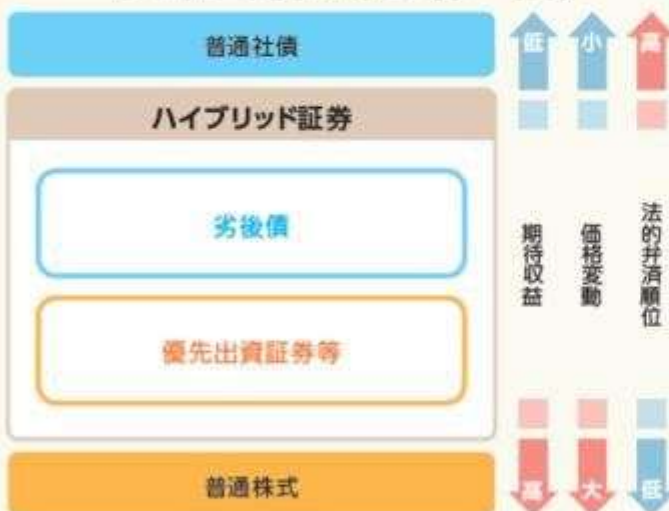 普通社債
ハイブリッド証券
劣後債
優先出資証券等
普通株式
低
小
高
期待収益
価格変動
法的弁済順位
高
大
低